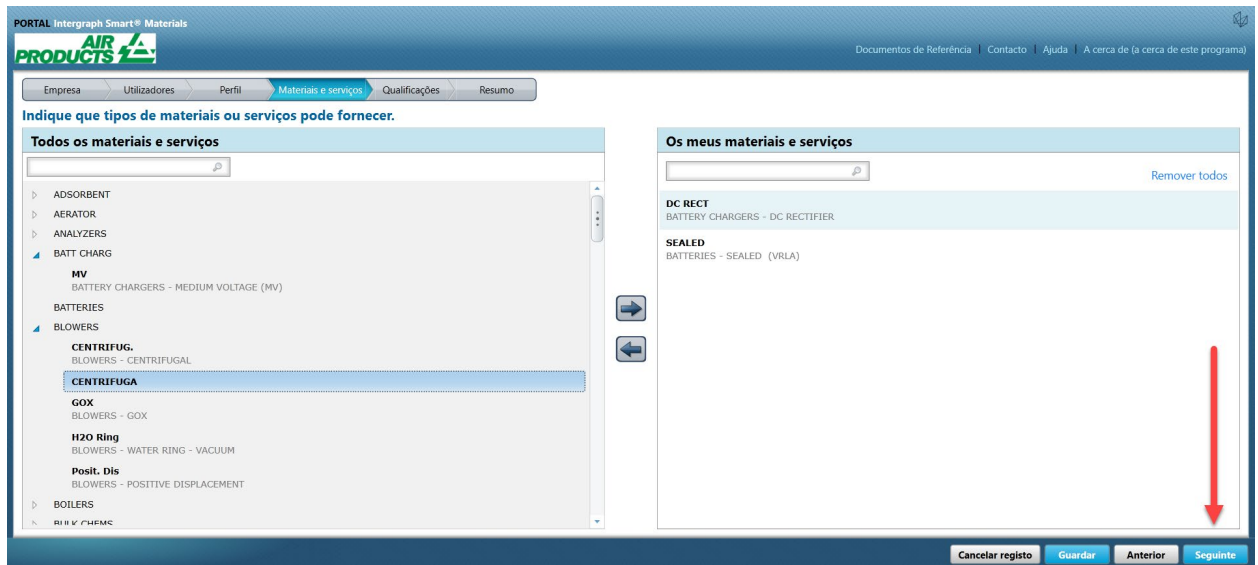 PORTAL Intergraph Smart® Materials
AIR
PRODUCTS
Documentos de Referência | Contacto | Ajuda | A cerca de (a cerca de este programa)
Empresa Utilizadores Perfil Materiais e serviços Qualificações Resumo
Indique que tipos de materiais ou serviços pode fornecer.
Todos os materiais e serviços
ADSORBENT
AERATOR
ANALYZERS
BATT CHARG
MV
BATTERY CHARGERS - MEDIUM VOLTAGE (MV)
BATTERIES
BLOWERS
CENTRIFUG.
BLOWERS - CENTRIFUGAL
CENTRIFUGA
GOX
BLOWERS - GOX
H2O Ring
BLOWERS - WATER RING - VACUUM
Posit. Dis
BLOWERS - POSITIVE DISPLACEMENT
BOILERS
BULK CHEMS
Os meus materiais e serviços
Remover todos
DC RECT
BATTERY CHARGERS - DC RECTIFIER
SEALED
BATTERIES - SEALED (VRLA)
Cancelar registo Guardar Anterior Seguinte